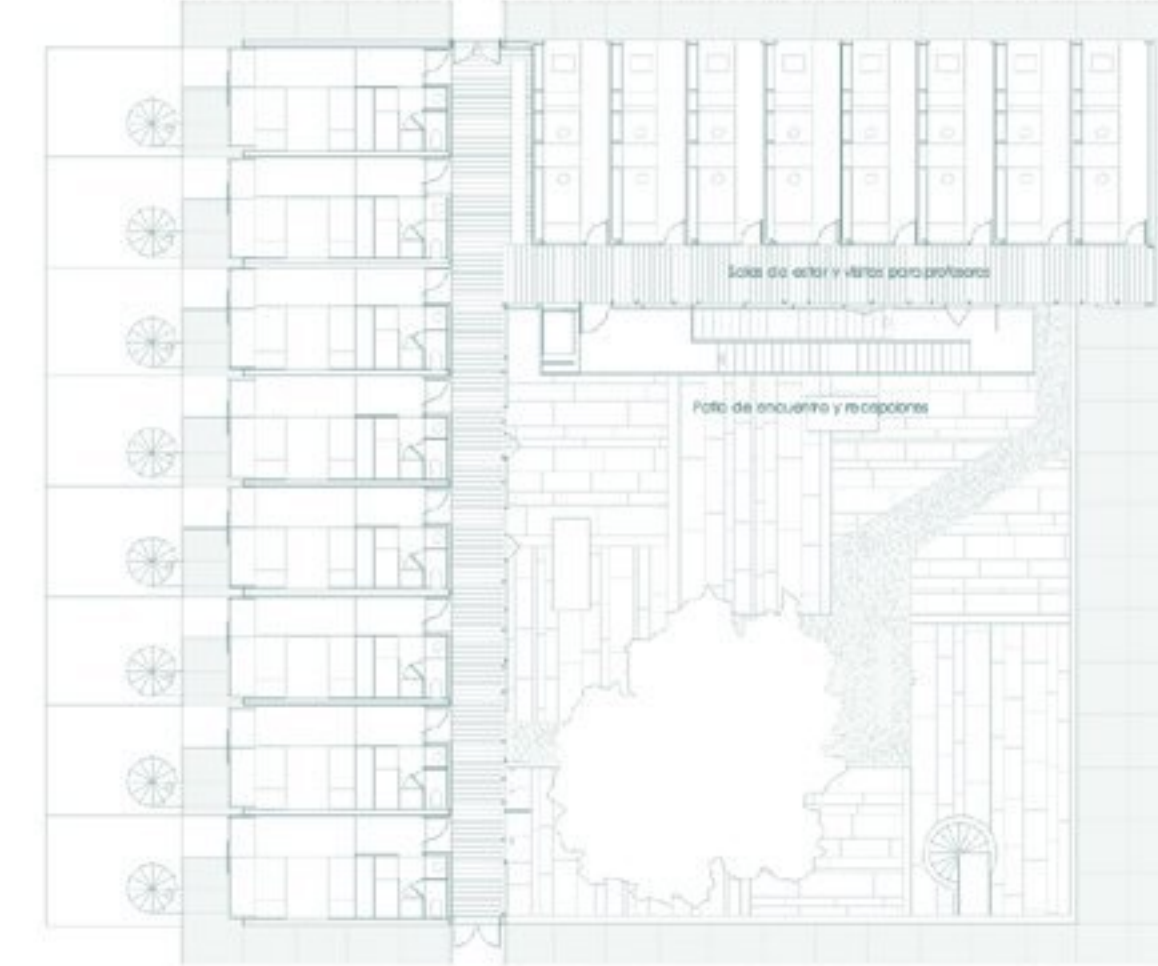 Salas de estar y visitas para profesores
Patio de encuentro y recepciones